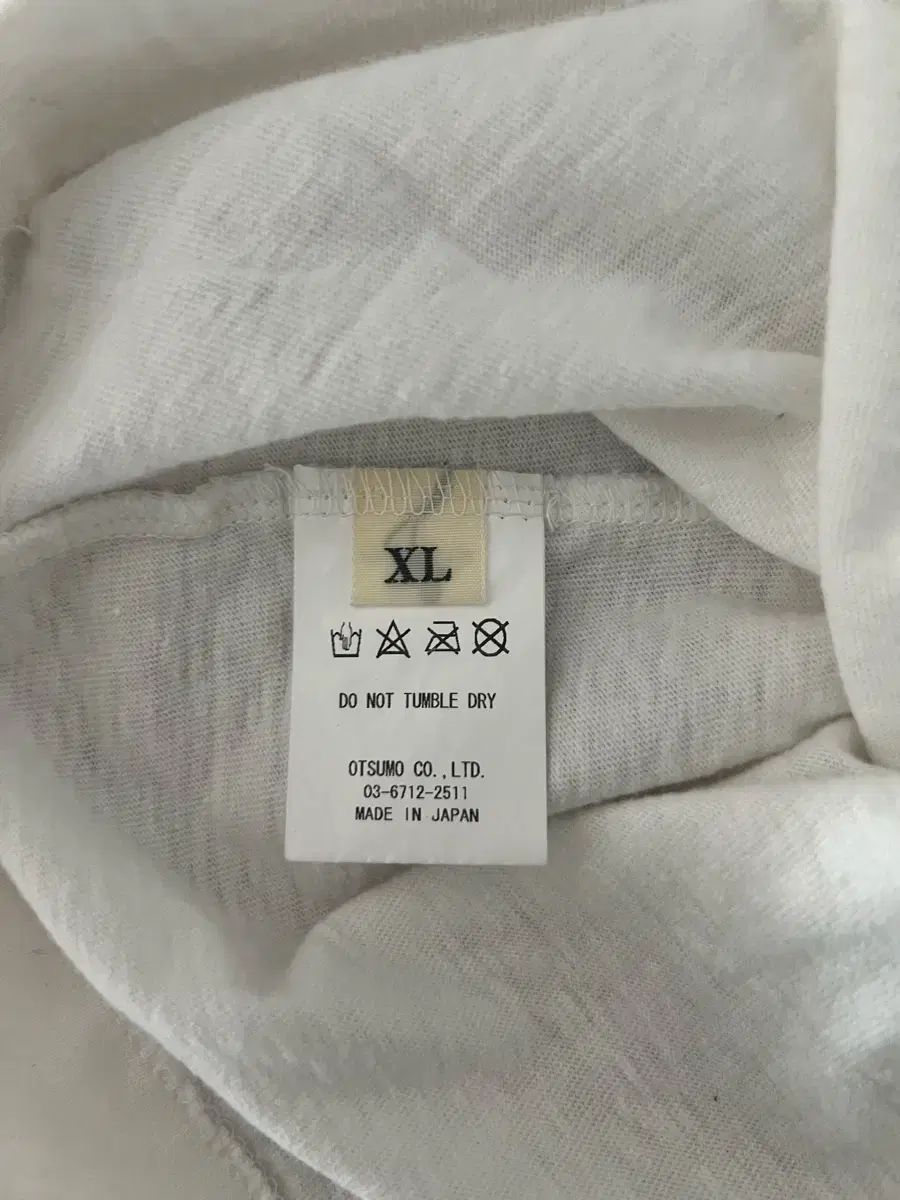 XL
DO NOT TUMBLE DRY
OTSUMO CO.,LTD.
03-6712-2511
MADE IN JAPAN